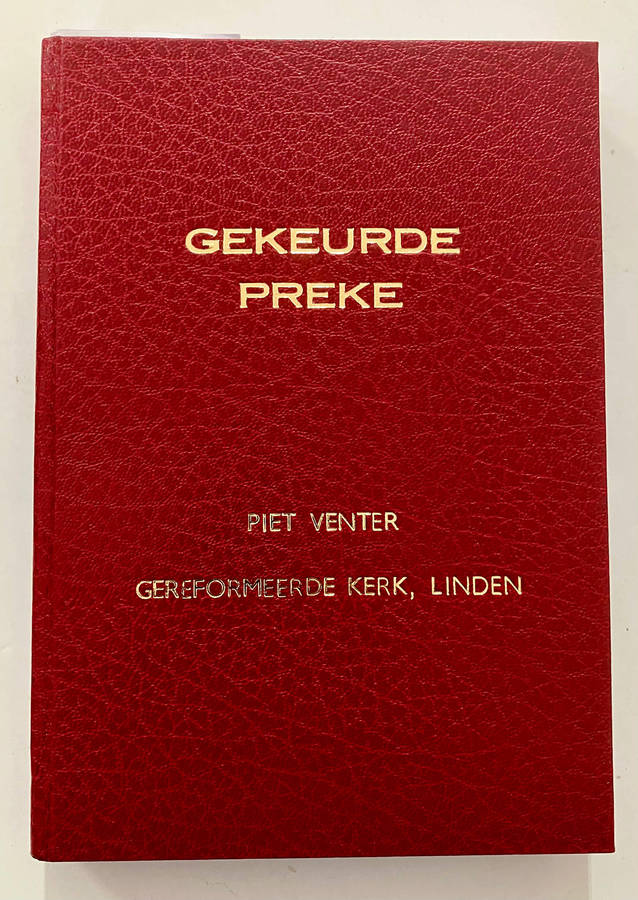 GEKEURDE
PREKE
PIET VENTER
GEREFORMEERDE KERK, LINDEN